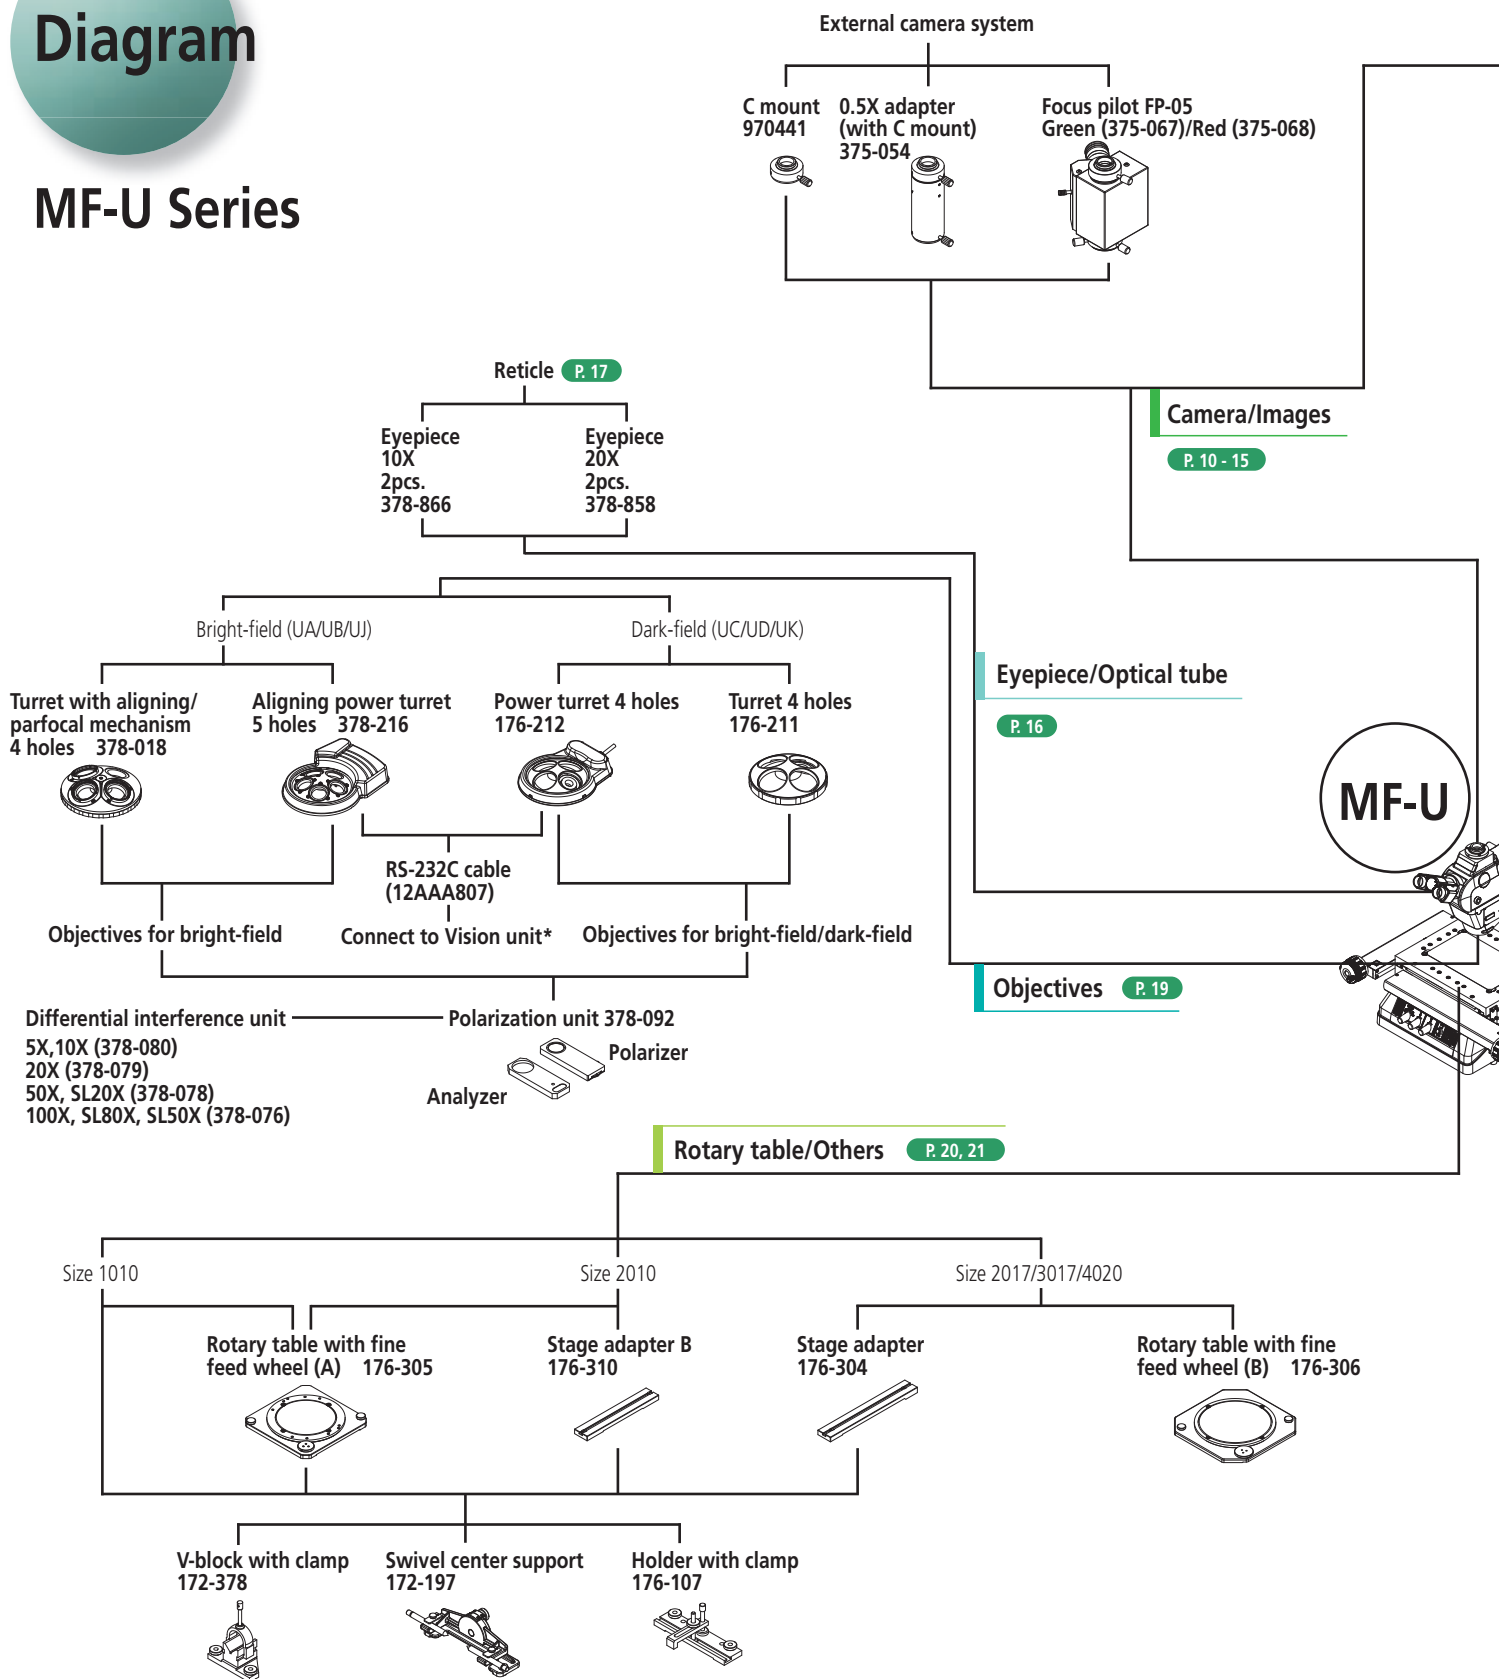 Diagram
MF-U Series
External camera system
C mount
970441
0.5X adapter
(with C mount)
375-054
Focus pilot FP-05
Green (375-067)/Red (375-068)
Reticle P. 17
Eyepiece
10X
2pcs.
378-866
Eyepiece
20X
2pcs.
378-858
Camera/Images
P. 10 - 15
Bright-field (UA/UB/UJ)
Dark-field (UC/UD/UK)
Turret with aligning/
parfocal mechanism
4 holes 378-018
Aligning power turret
5 holes 378-216
Power turret 4 holes
176-212
Turret 4 holes
176-211
Eyepiece/Optical tube
P. 16
MF-U
RS-232C cable
(12AAA807)
Objectives for bright-field
Connect to Vision unit*
Objectives for bright-field/dark-field
Objectives P. 19
Differential interference unit
5X,10X (378-080)
20X (378-079)
50X, SL20X (378-078)
100X, SL80X, SL50X (378-076)
Polarization unit 378-092
Polarizer
Analyzer
Rotary table/Others P. 20, 21
Size 1010
Size 2010
Size 2017/3017/4020
Rotary table with fine
feed wheel (A) 176-305
Stage adapter B
176-310
Stage adapter
176-304
Rotary table with fine
feed wheel (B) 176-306
V-block with clamp
172-378
Swivel center support
172-197
Holder with clamp
176-107